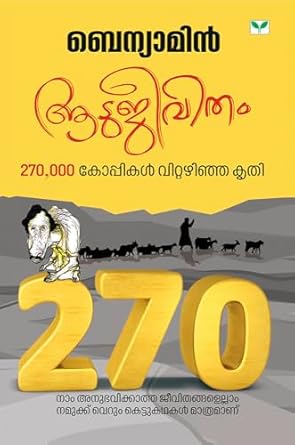 ബെന്യാമിൻ
ആടുജീവിതം
270,000 കോപ്പികൾ വിറ്റഴിഞ്ഞ കൃതി
270
നാം അനുഭവിക്കാത്ത ജീവിതങ്ങളെല്ലാം
നമുക്ക് വെറും കെട്ടുകഥകൾ മാത്രമാണ്